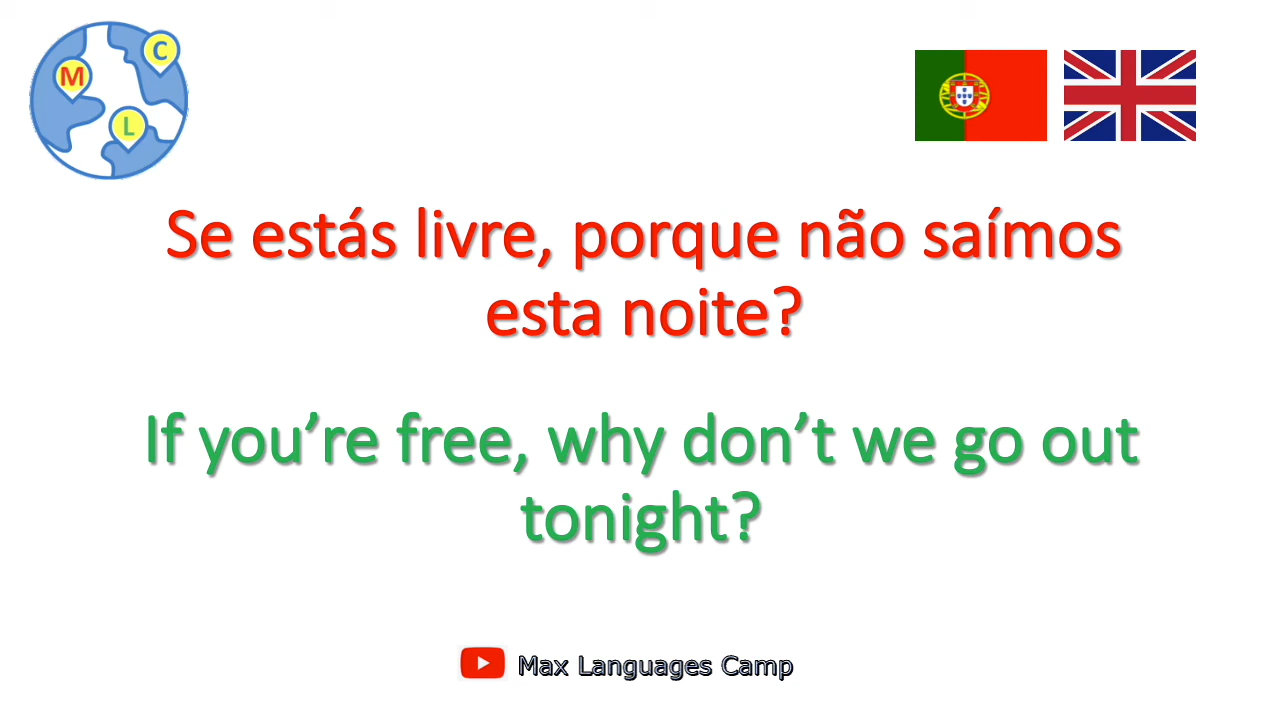 M
C
L
Se estás livre, porque não saímos
esta noite?
If you’re free, why don’t we go out
tonight?
Max Languages Camp